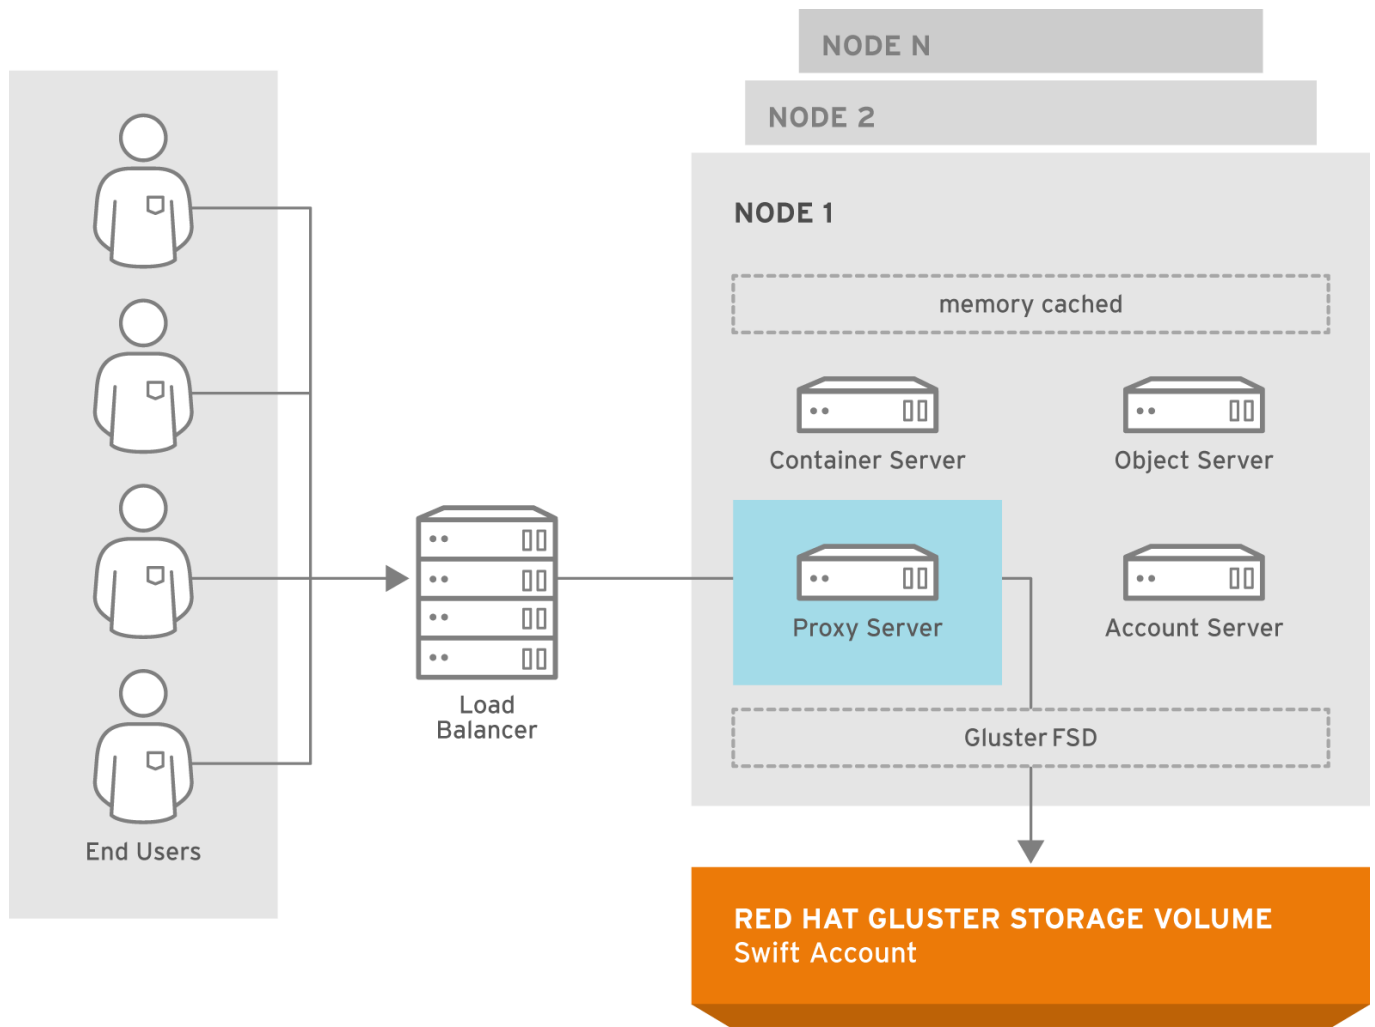 NODE N
NODE 2
NODE 1
memory cached
Container Server
Object Server
Proxy Server
Account Server
Load
Balancer
Gluster FSD
End Users
RED HAT GLUSTER STORAGE VOLUME
Swift Account